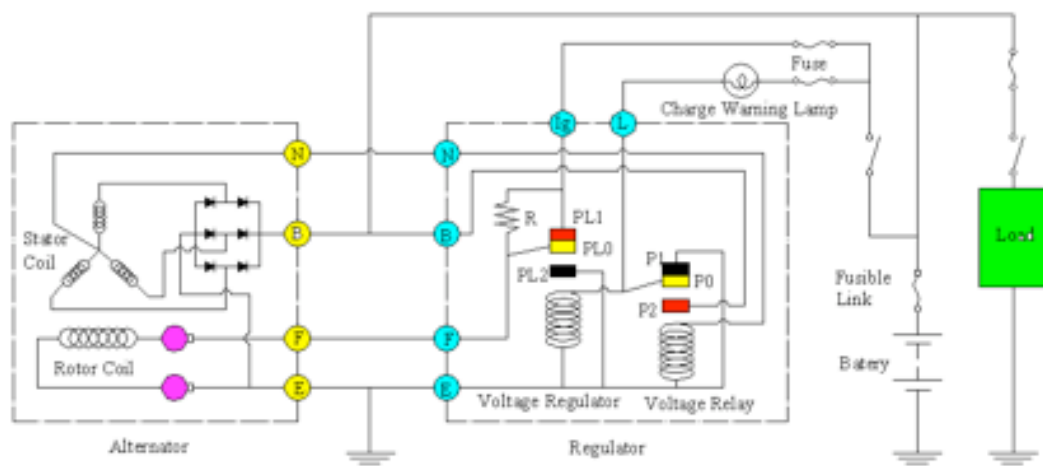 Fuse
Ig
L
Charge Warning Lamp
N
N
Stator
Coil
B
B
R
PL1
PL0
PL2
P1
P0
P2
Load
Fusible
Link
F
F
Rotor Coil
E
E
Voltage Regulator
Voltage Relay
Batery
Alternator
Regulator